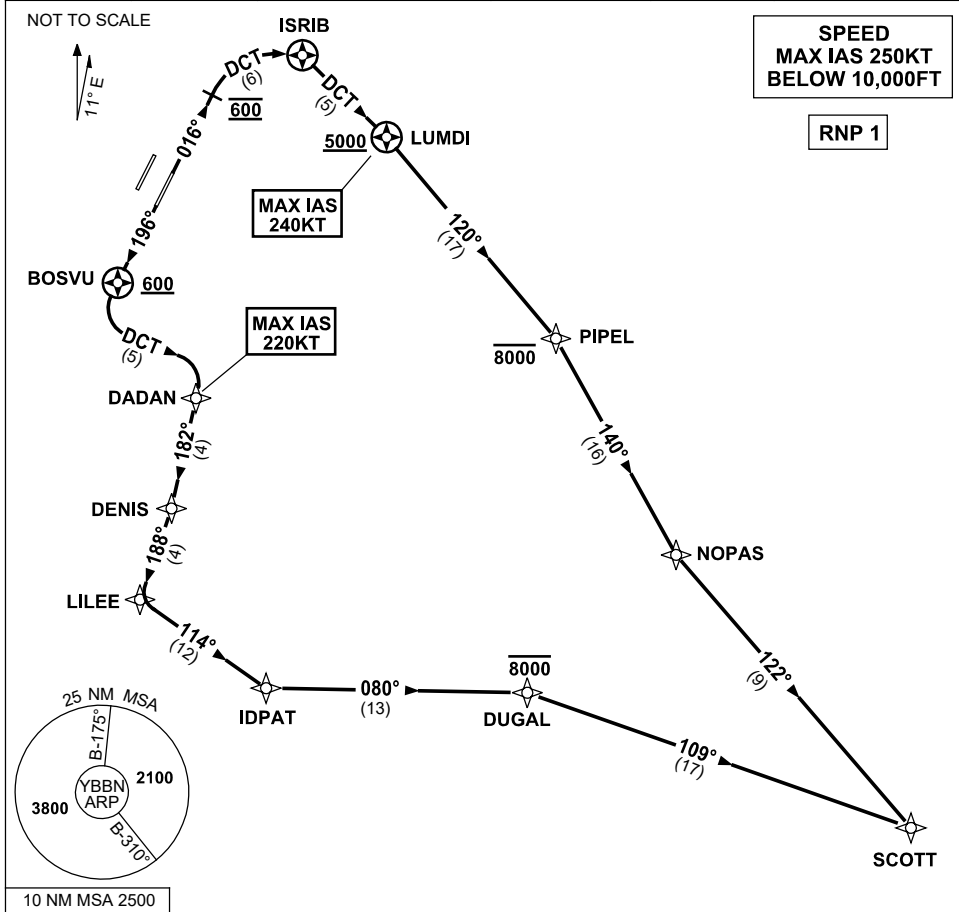 NOT TO SCALE
11° E
ISRIB
SPEED
MAX IAS 250KT
BELOW 10,000FT
RNP 1
DCT
(6)
600
DCT
(5)
5000
LUMDI
MAX IAS
240KT
016°
196°
BOSVU
600
DCT
(5)
MAX IAS
220KT
120°
(17)
PIPEL
8000
DADAN
182°
(4)
140°
(16)
DENIS
188°
(4)
NOPAS
LILEE
114°
(12)
122°
(9)
IDPAT
080°
(13)
8000
DUGAL
109°
(17)
SCOTT
25 NM MSA
B-175°
YBBN
ARP
2100
3800
B-310°
10 NM MSA 2500